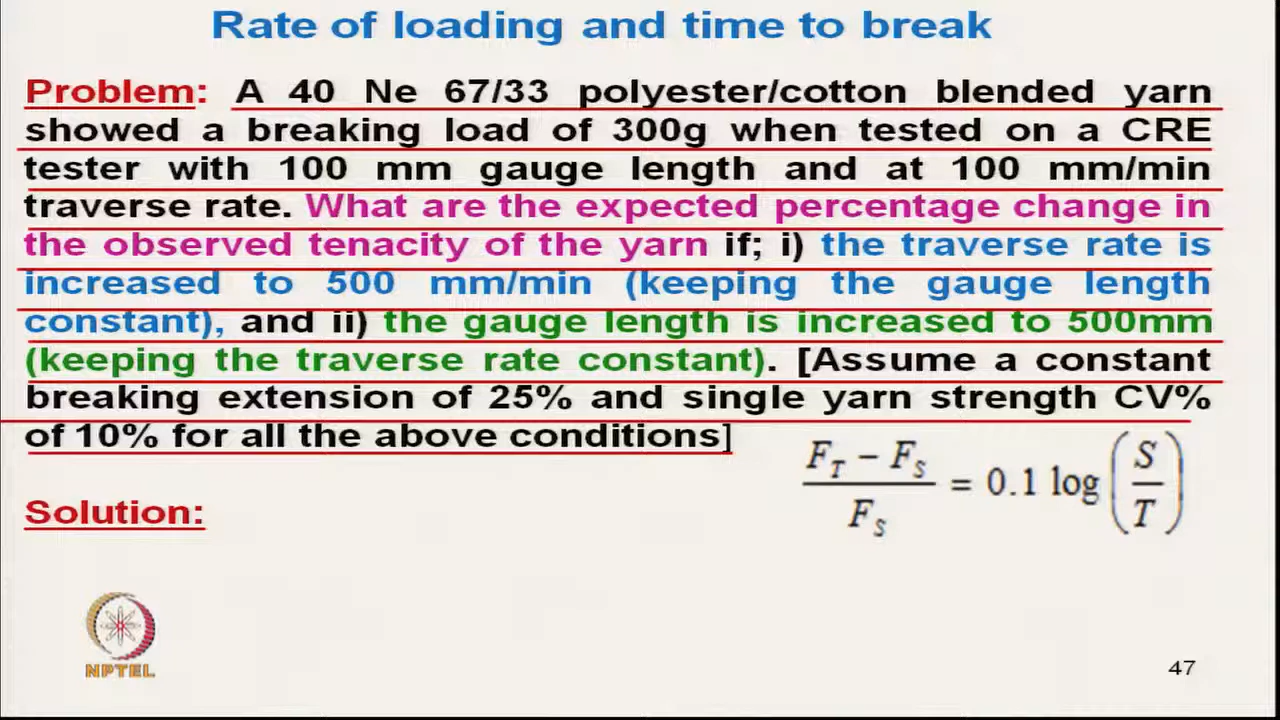 Rate of loading and time to break
Problem: A 40 Ne 67/33 polyester/cotton blended yarn
showed a breaking load of 300g when tested on a CRE
tester with 100 mm gauge length and at 100 mm/min
traverse rate. What are the expected percentage change in
the observed tenacity of the yarn if; i) the traverse rate is
increased to 500 mm/min (keeping the gauge length
constant), and ii) the gauge length is increased to 500mm
(keeping the traverse rate constant). [Assume a constant
breaking extension of 25% and single yarn strength CV%
of 10% for all the above conditions]
(F_T − F_S) / F_S = 0.1 log (S / T)
Solution:
NPTEL
47